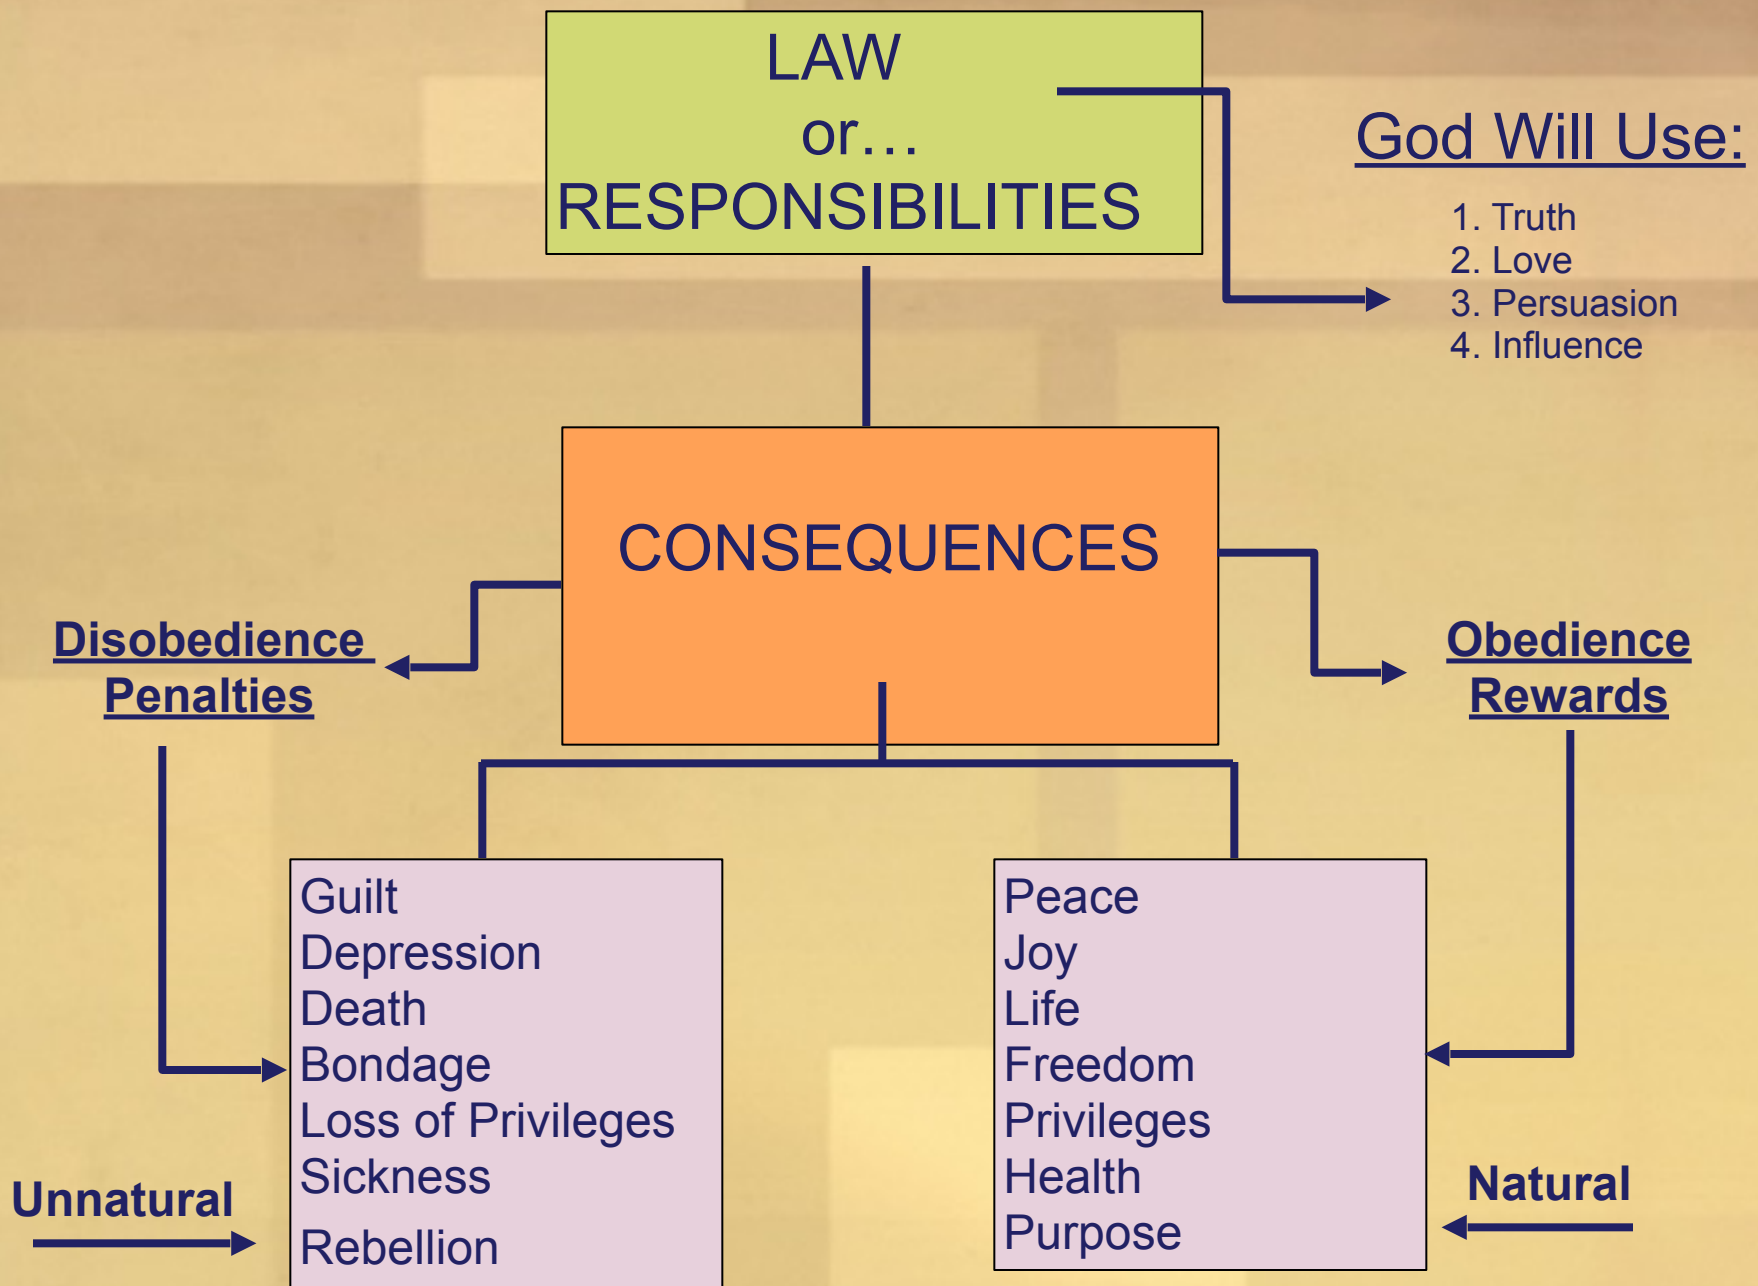 LAW
or…
RESPONSIBILITIES
God Will Use:
1. Truth
2. Love
3. Persuasion
4. Influence
CONSEQUENCES
Disobedience
Penalties
Obedience
Rewards
Guilt
Depression
Death
Bondage
Loss of Privileges
Sickness
Rebellion
Peace
Joy
Life
Freedom
Privileges
Health
Purpose
Unnatural
Natural